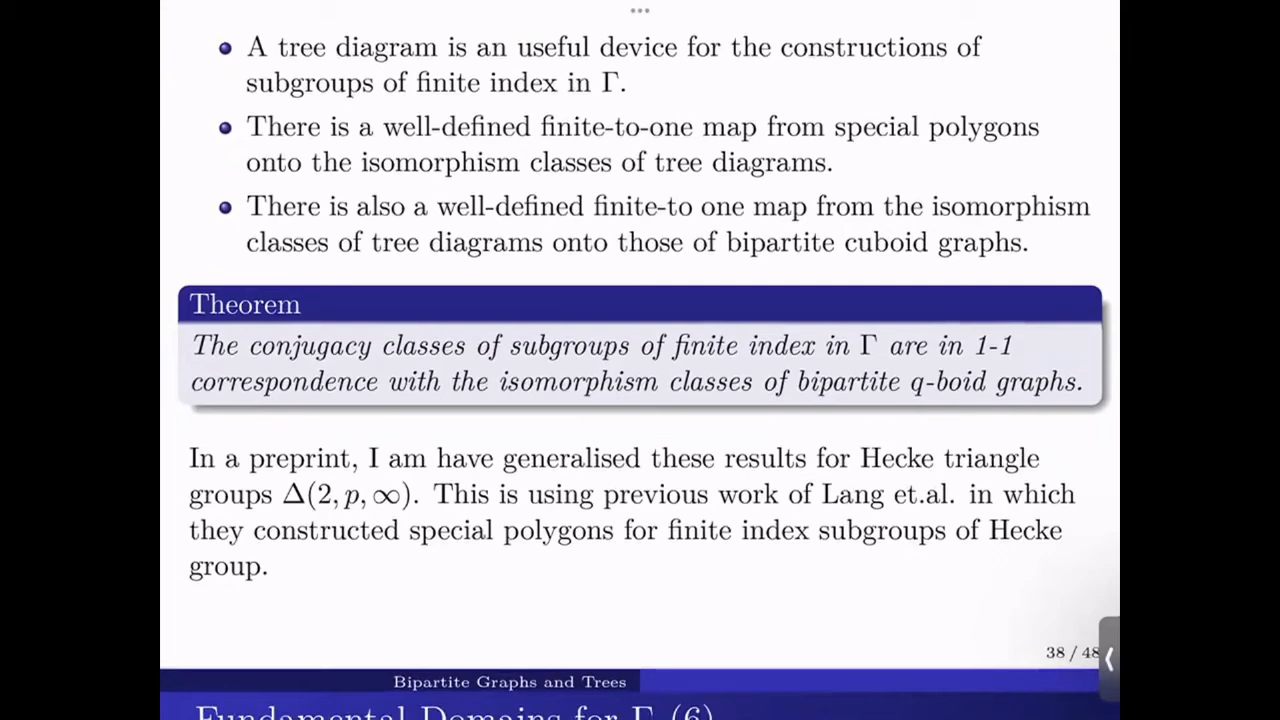 A tree diagram is an useful device for the constructions of
subgroups of finite index in Γ.
There is a well-defined finite-to-one map from special polygons
onto the isomorphism classes of tree diagrams.
There is also a well-defined finite-to one map from the isomorphism
classes of tree diagrams onto those of bipartite cuboid graphs.
Theorem
The conjugacy classes of subgroups of finite index in Γ are in 1-1
correspondence with the isomorphism classes of bipartite q-boid graphs.
In a preprint, I am have generalised these results for Hecke triangle
groups Δ(2, p, ∞). This is using previous work of Lang et.al. in which
they constructed special polygons for finite index subgroups of Hecke
group.
38 / 48
Bipartite Graphs and Trees
Fundamental Domains for Γ (6)